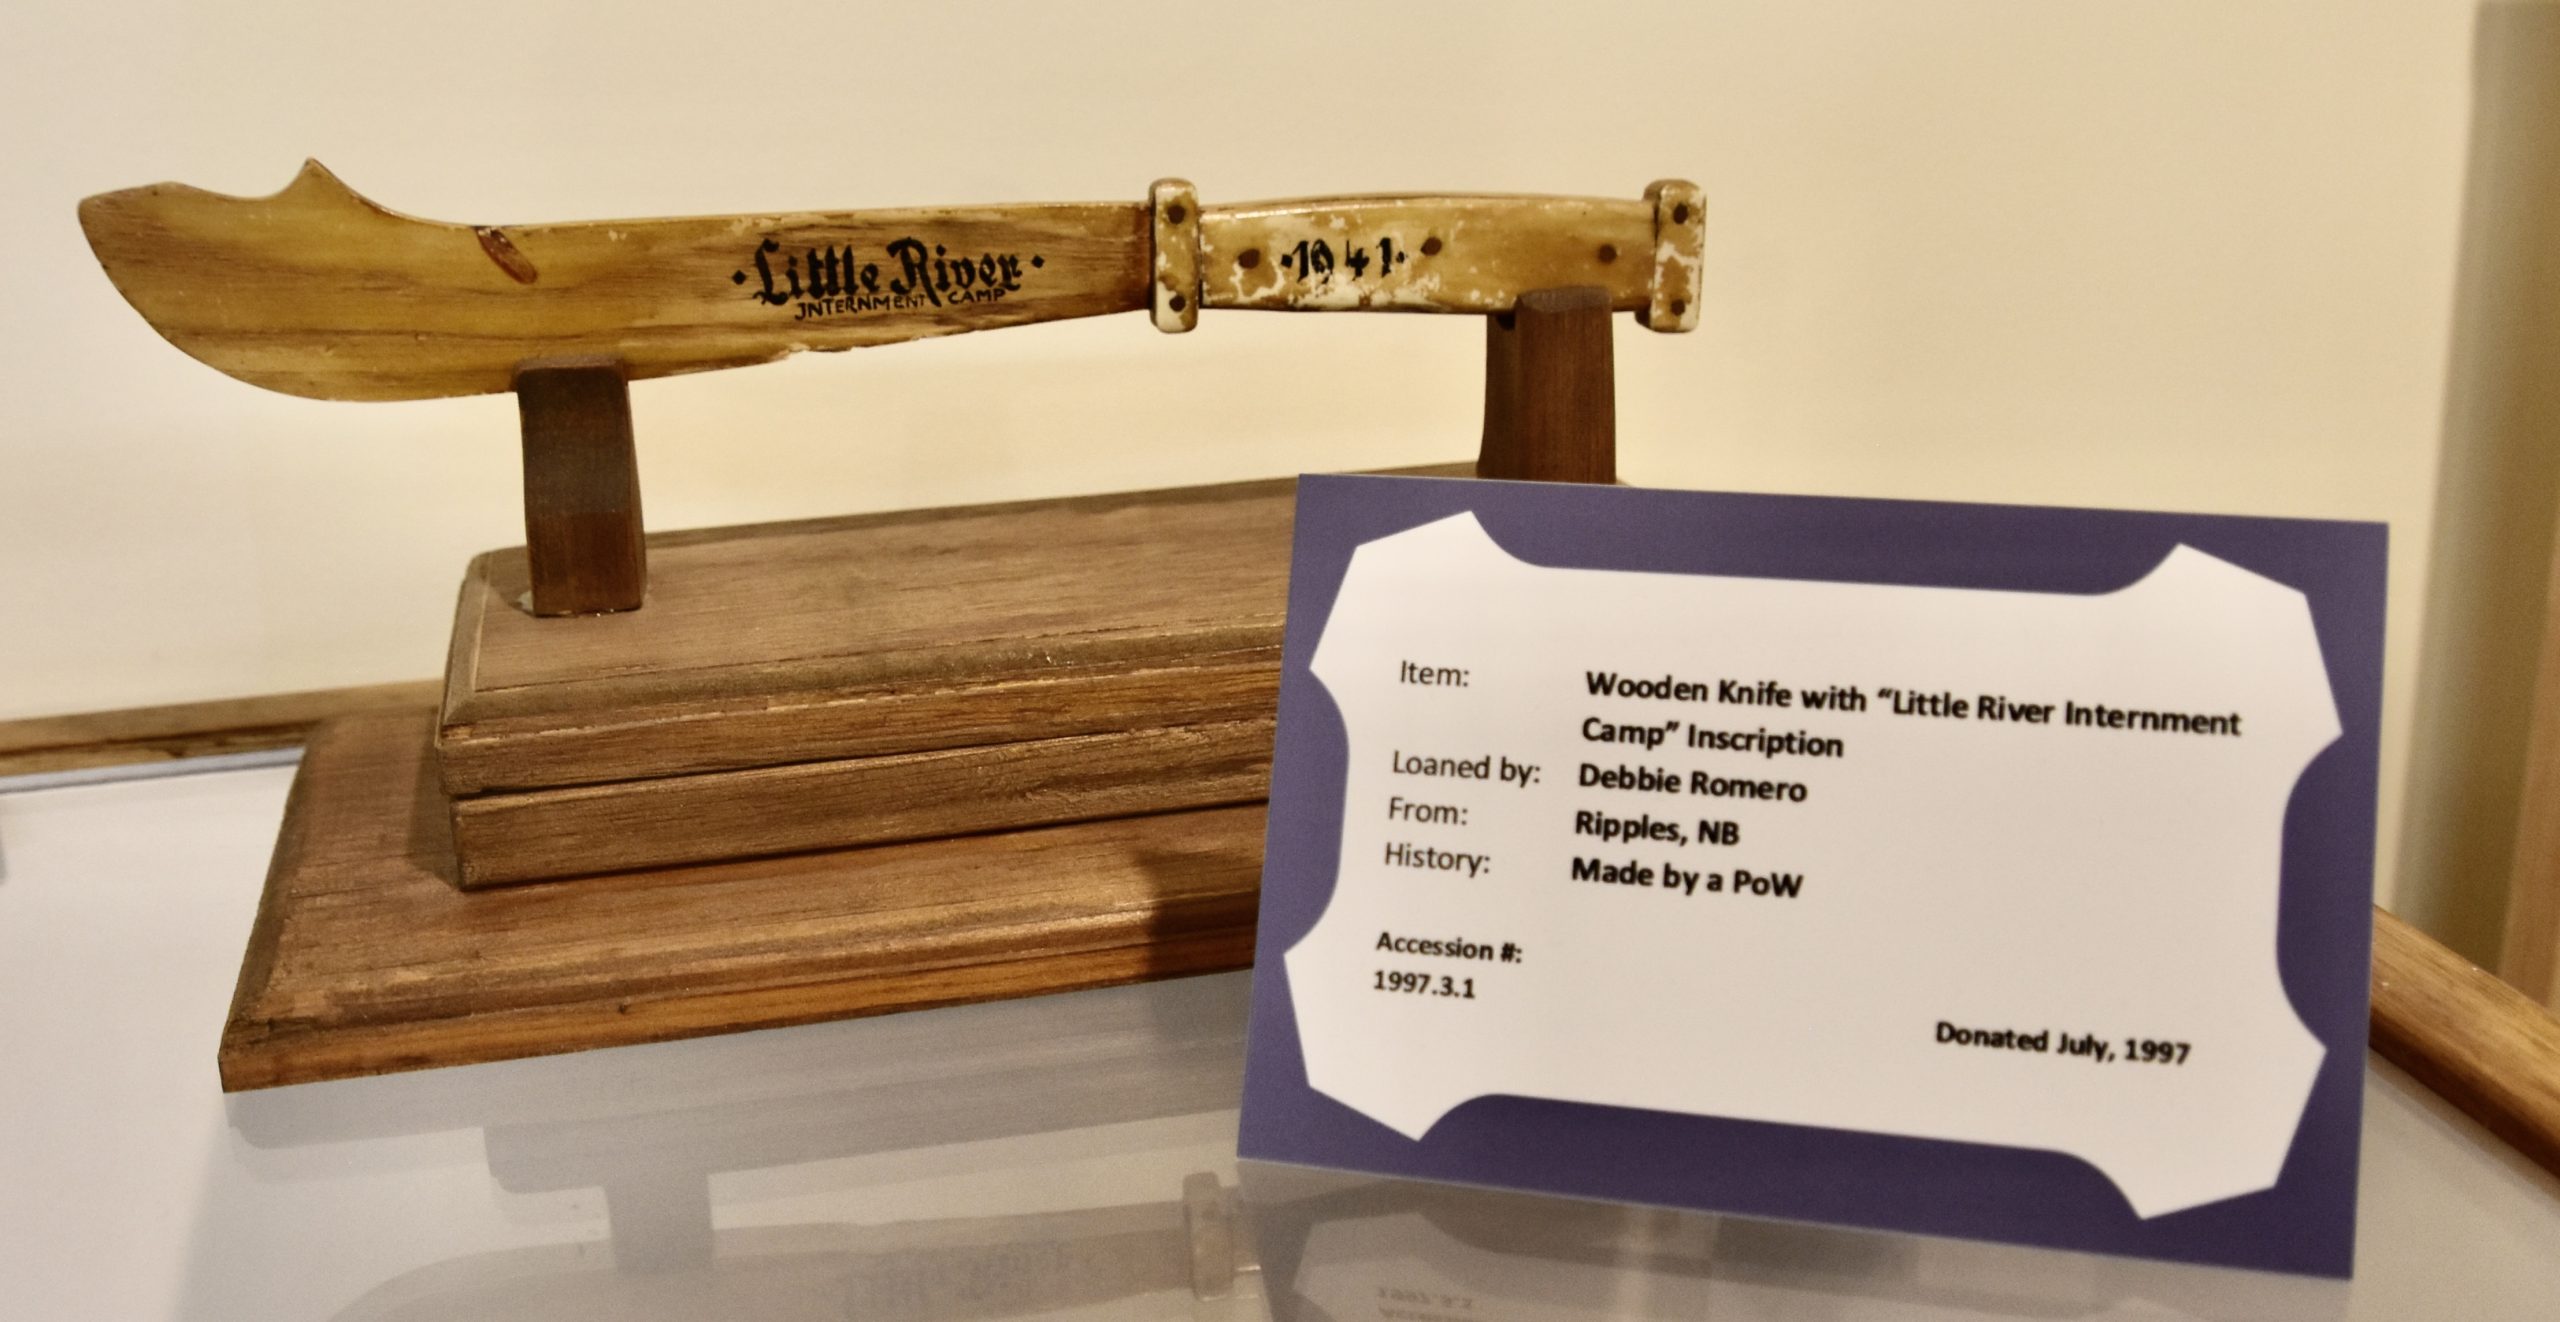 ·Little River·
INTERNMENT CAMP
·1941·
Item: Wooden Knife with “Little River Internment
Camp” Inscription
Loaned by: Debbie Romero
From: Ripples, NB
History: Made by a PoW
Accession #:
1997.3.1
Donated July, 1997